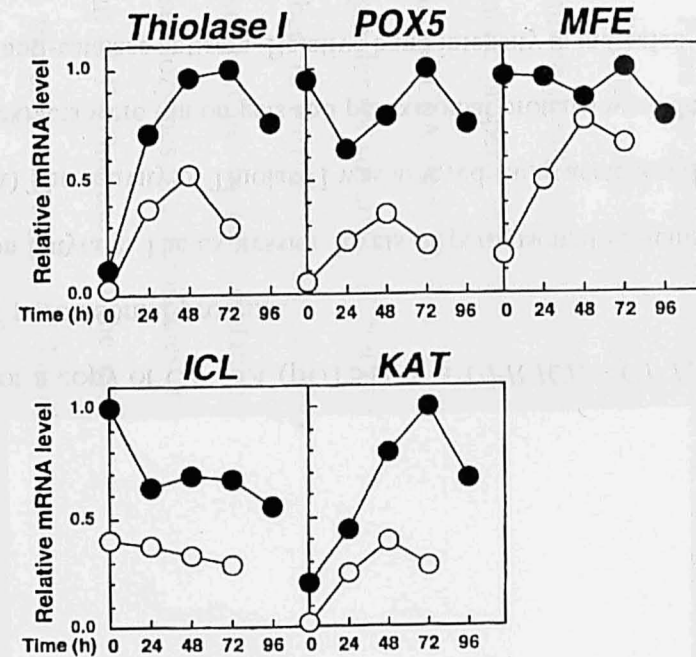 Thiolase I POX5 MFE
Relative mRNA level
1.0
0.5
0.0
Time (h) 0 24 48 72 96 0 24 48 72 96 0 24 48 72 96
ICL KAT
Relative mRNA level
1.0
0.5
0.0
Time (h) 0 24 48 72 96 0 24 48 72 96